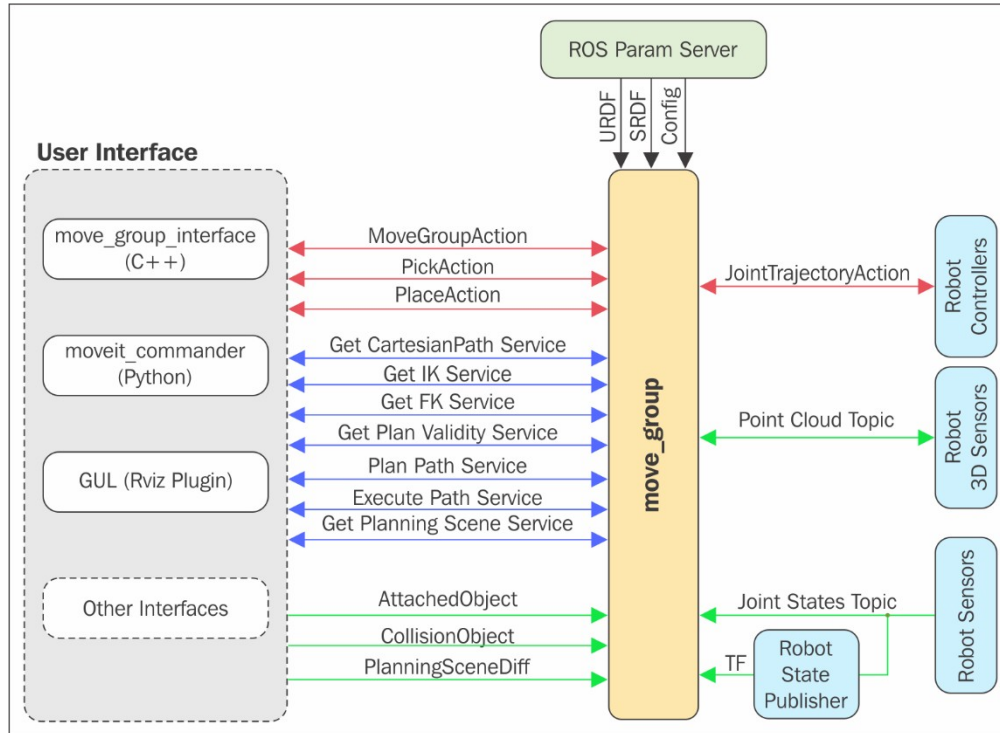 ROS Param Server
URDF
SRDF
Config
User Interface
move_group_interface
(C++)
moveit_commander
(Python)
GUL (Rviz Plugin)
Other Interfaces
MoveGroupAction
PickAction
PlaceAction
Get CartesianPath Service
Get IK Service
Get FK Service
Get Plan Validity Service
Plan Path Service
Execute Path Service
Get Planning Scene Service
AttachedObject
CollisionObject
PlanningSceneDiff
move_group
JointTrajectoryAction
Robot
Controllers
Point Cloud Topic
Robot
3D Sensors
Joint States Topic
Robot Sensors
TF
Robot
State
Publisher